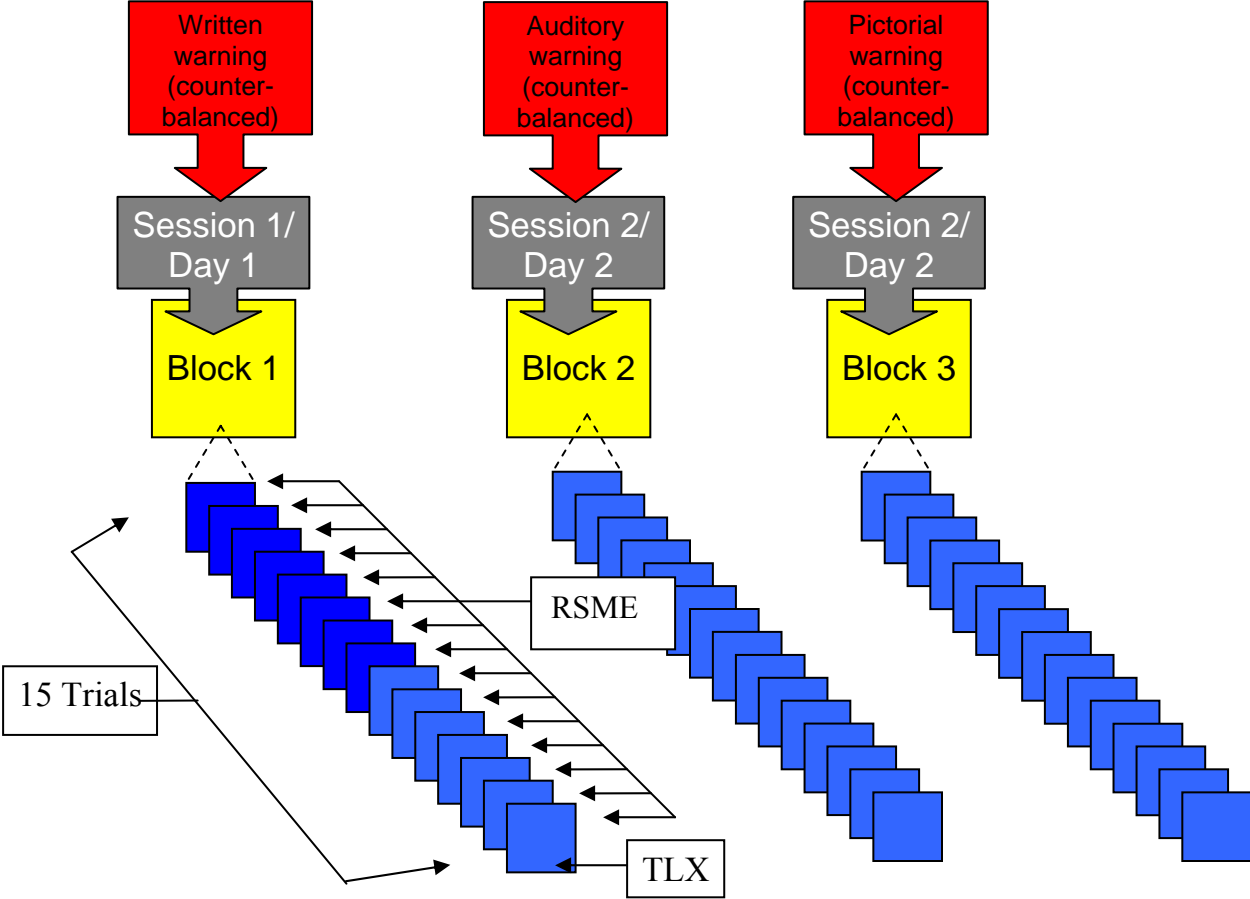 Written
warning
(counter-
balanced)
Auditory
warning
(counter-
balanced)
Pictorial
warning
(counter-
balanced)
Session 1/
Day 1
Session 2/
Day 2
Session 2/
Day 2
Block 1
Block 2
Block 3
RSME
15 Trials
TLX